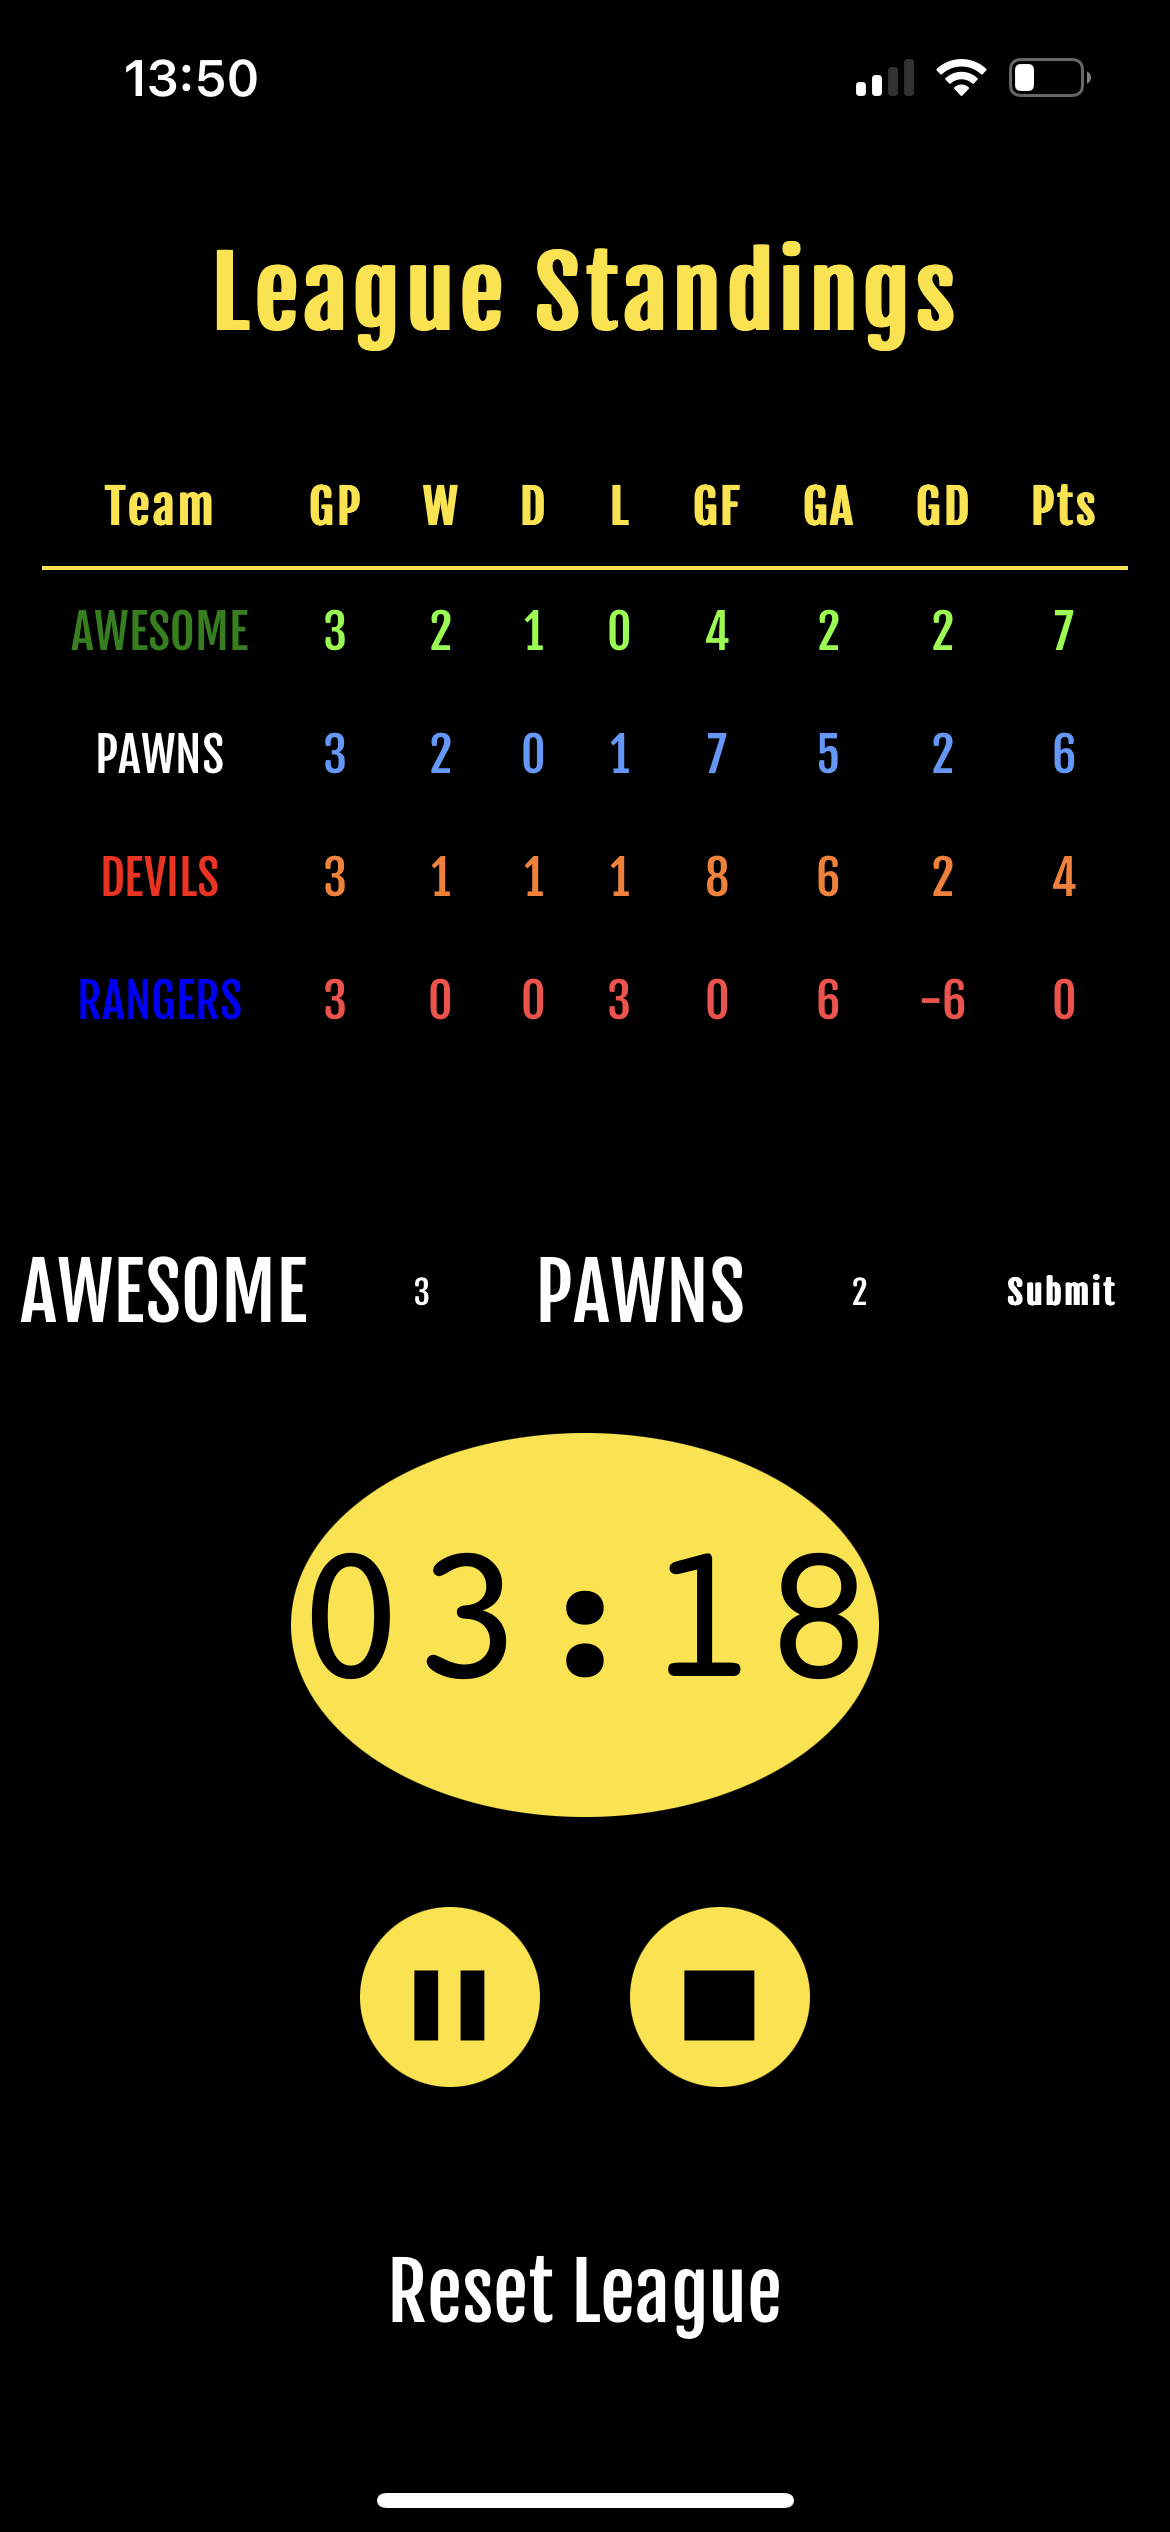 13:50
League Standings
Team GP W D L GF GA GD Pts
AWESOME 3 2 1 0 4 2 2 7
PAWNS 3 2 0 1 7 5 2 6
DEVILS 3 1 1 1 8 6 2 4
RANGERS 3 0 0 3 0 6 -6 0
AWESOME 3 PAWNS 2 Submit
03:18
Reset League